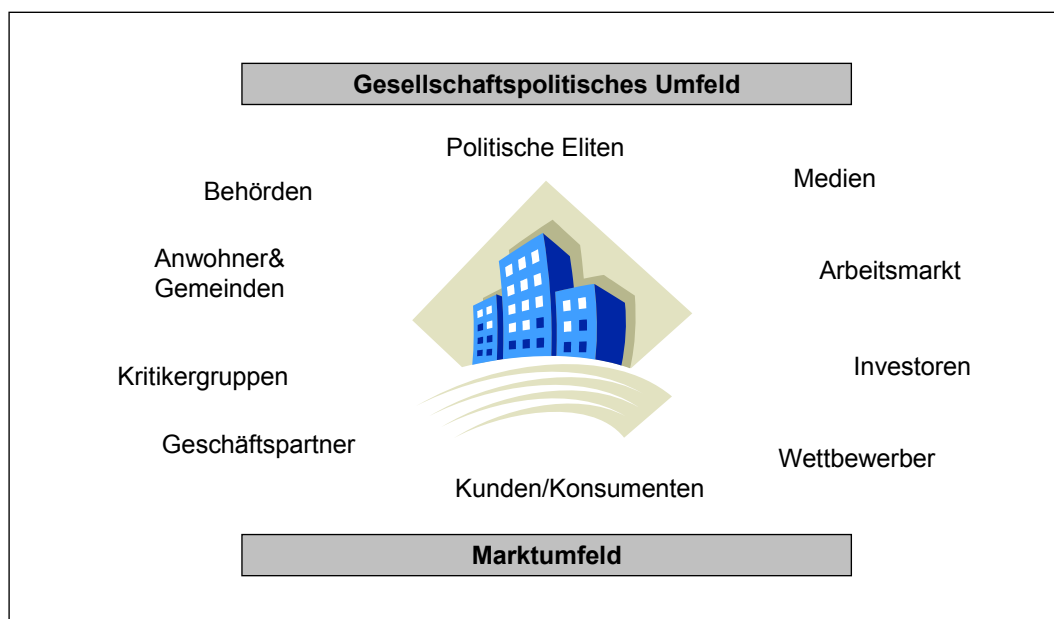 Gesellschaftspolitisches Umfeld
Politische Eliten
Medien
Behörden
Anwohner&
Gemeinden
Arbeitsmarkt
Investoren
Kritikergruppen
Geschäftspartner
Wettbewerber
Kunden/Konsumenten
Marktumfeld